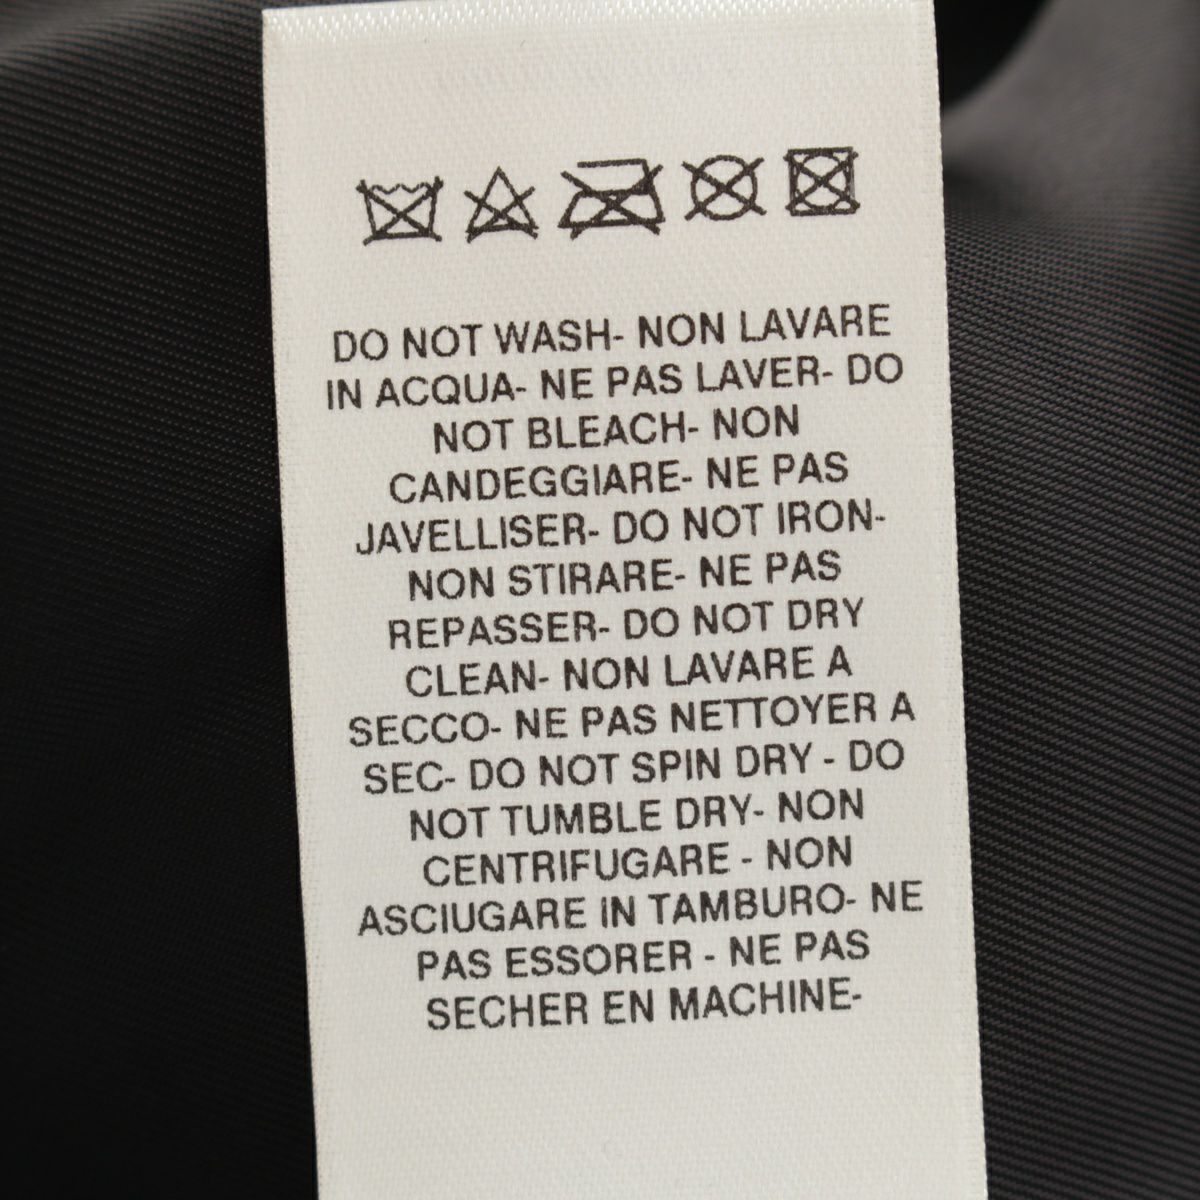 DO NOT WASH- NON LAVARE
IN ACQUA- NE PAS LAVER- DO
NOT BLEACH- NON
CANDEGGIARE- NE PAS
JAVELLISER- DO NOT IRON-
NON STIRARE- NE PAS
REPASSER- DO NOT DRY
CLEAN- NON LAVARE A
SECCO- NE PAS NETTOYER A
SEC- DO NOT SPIN DRY - DO
NOT TUMBLE DRY- NON
CENTRIFUGARE - NON
ASCIUGARE IN TAMBURO- NE
PAS ESSORER - NE PAS
SECHER EN MACHINE-